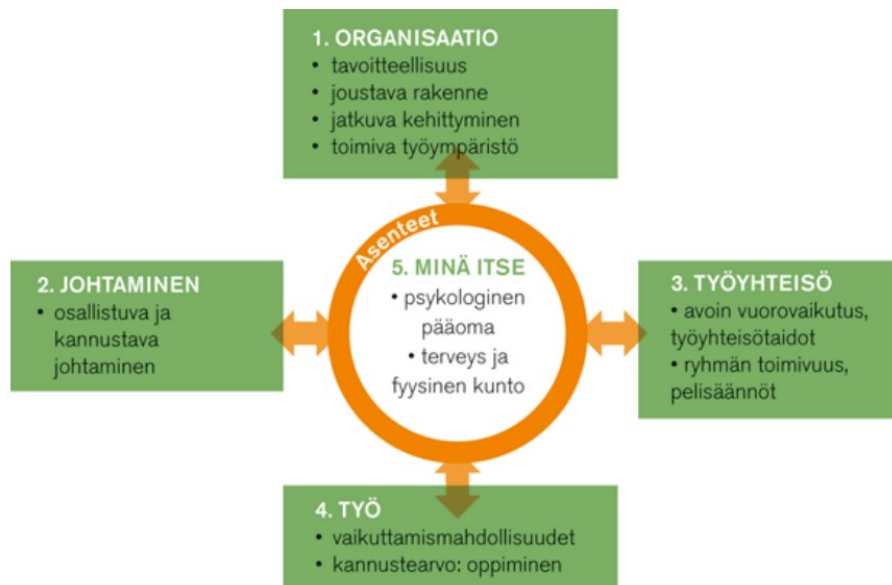 1. ORGANISAATIO
• tavoitteellisuus
• joustava rakenne
• jatkuva kehittyminen
• toimiva työympäristö
Asenteet
2. JOHTAMINEN
• osallistuva ja
kannustava
johtaminen
5. MINÄ ITSE
• psykologinen
pääoma
• terveys ja
fyysinen kunto
3. TYÖYHTEISÖ
• avoin vuorovaikutus,
työyhteisötaidot
• ryhmän toimivuus,
pelisäännöt
4. TYÖ
• vaikuttamismahdollisuudet
• kannustearvo: oppiminen